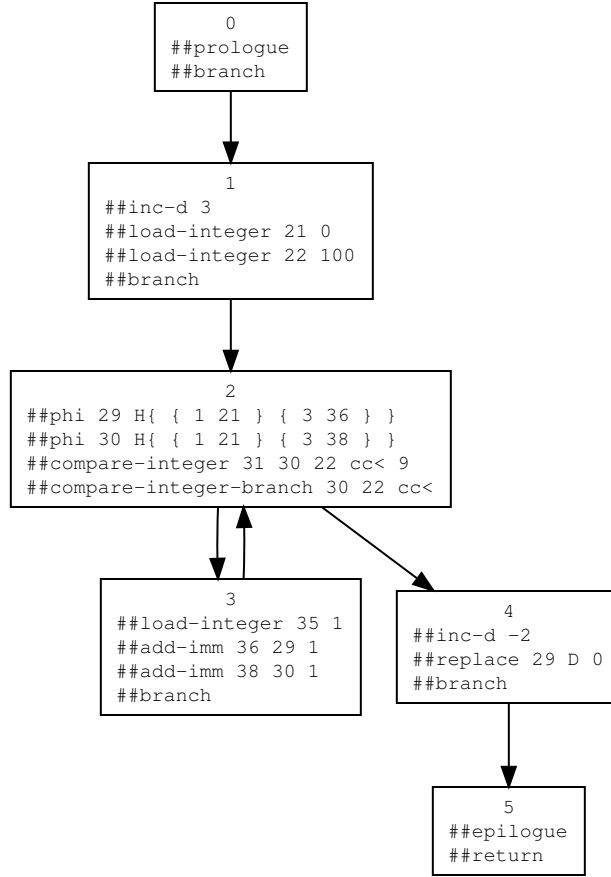 0
##prologue
##branch
1
##inc-d 3
##load-integer 21 0
##load-integer 22 100
##branch
2
##phi 29 H{ { 1 21 } { 3 36 } }
##phi 30 H{ { 1 21 } { 3 38 } }
##compare-integer 31 30 22 cc< 9
##compare-integer-branch 30 22 cc<
3
##load-integer 35 1
##add-imm 36 29 1
##add-imm 38 30 1
##branch
4
##inc-d -2
##replace 29 D 0
##branch
5
##epilogue
##return